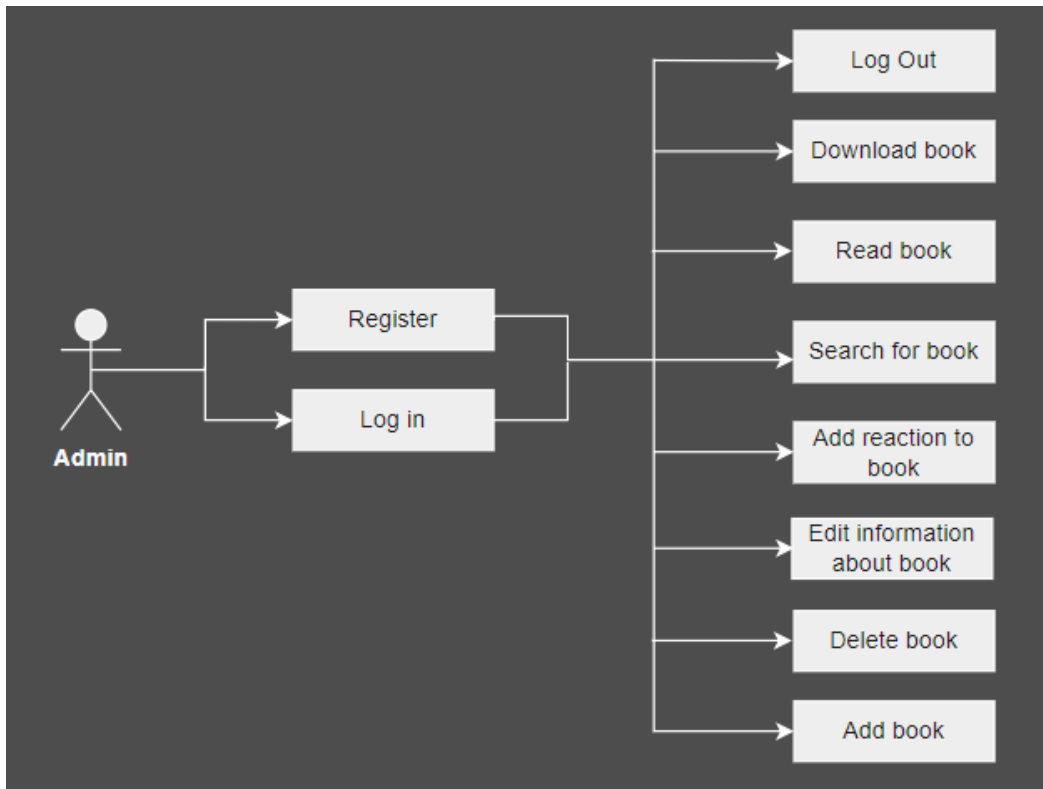 Log Out
Download book
Read book
Register
Search for book
Log in
Admin
Add reaction to
book
Edit information
about book
Delete book
Add book